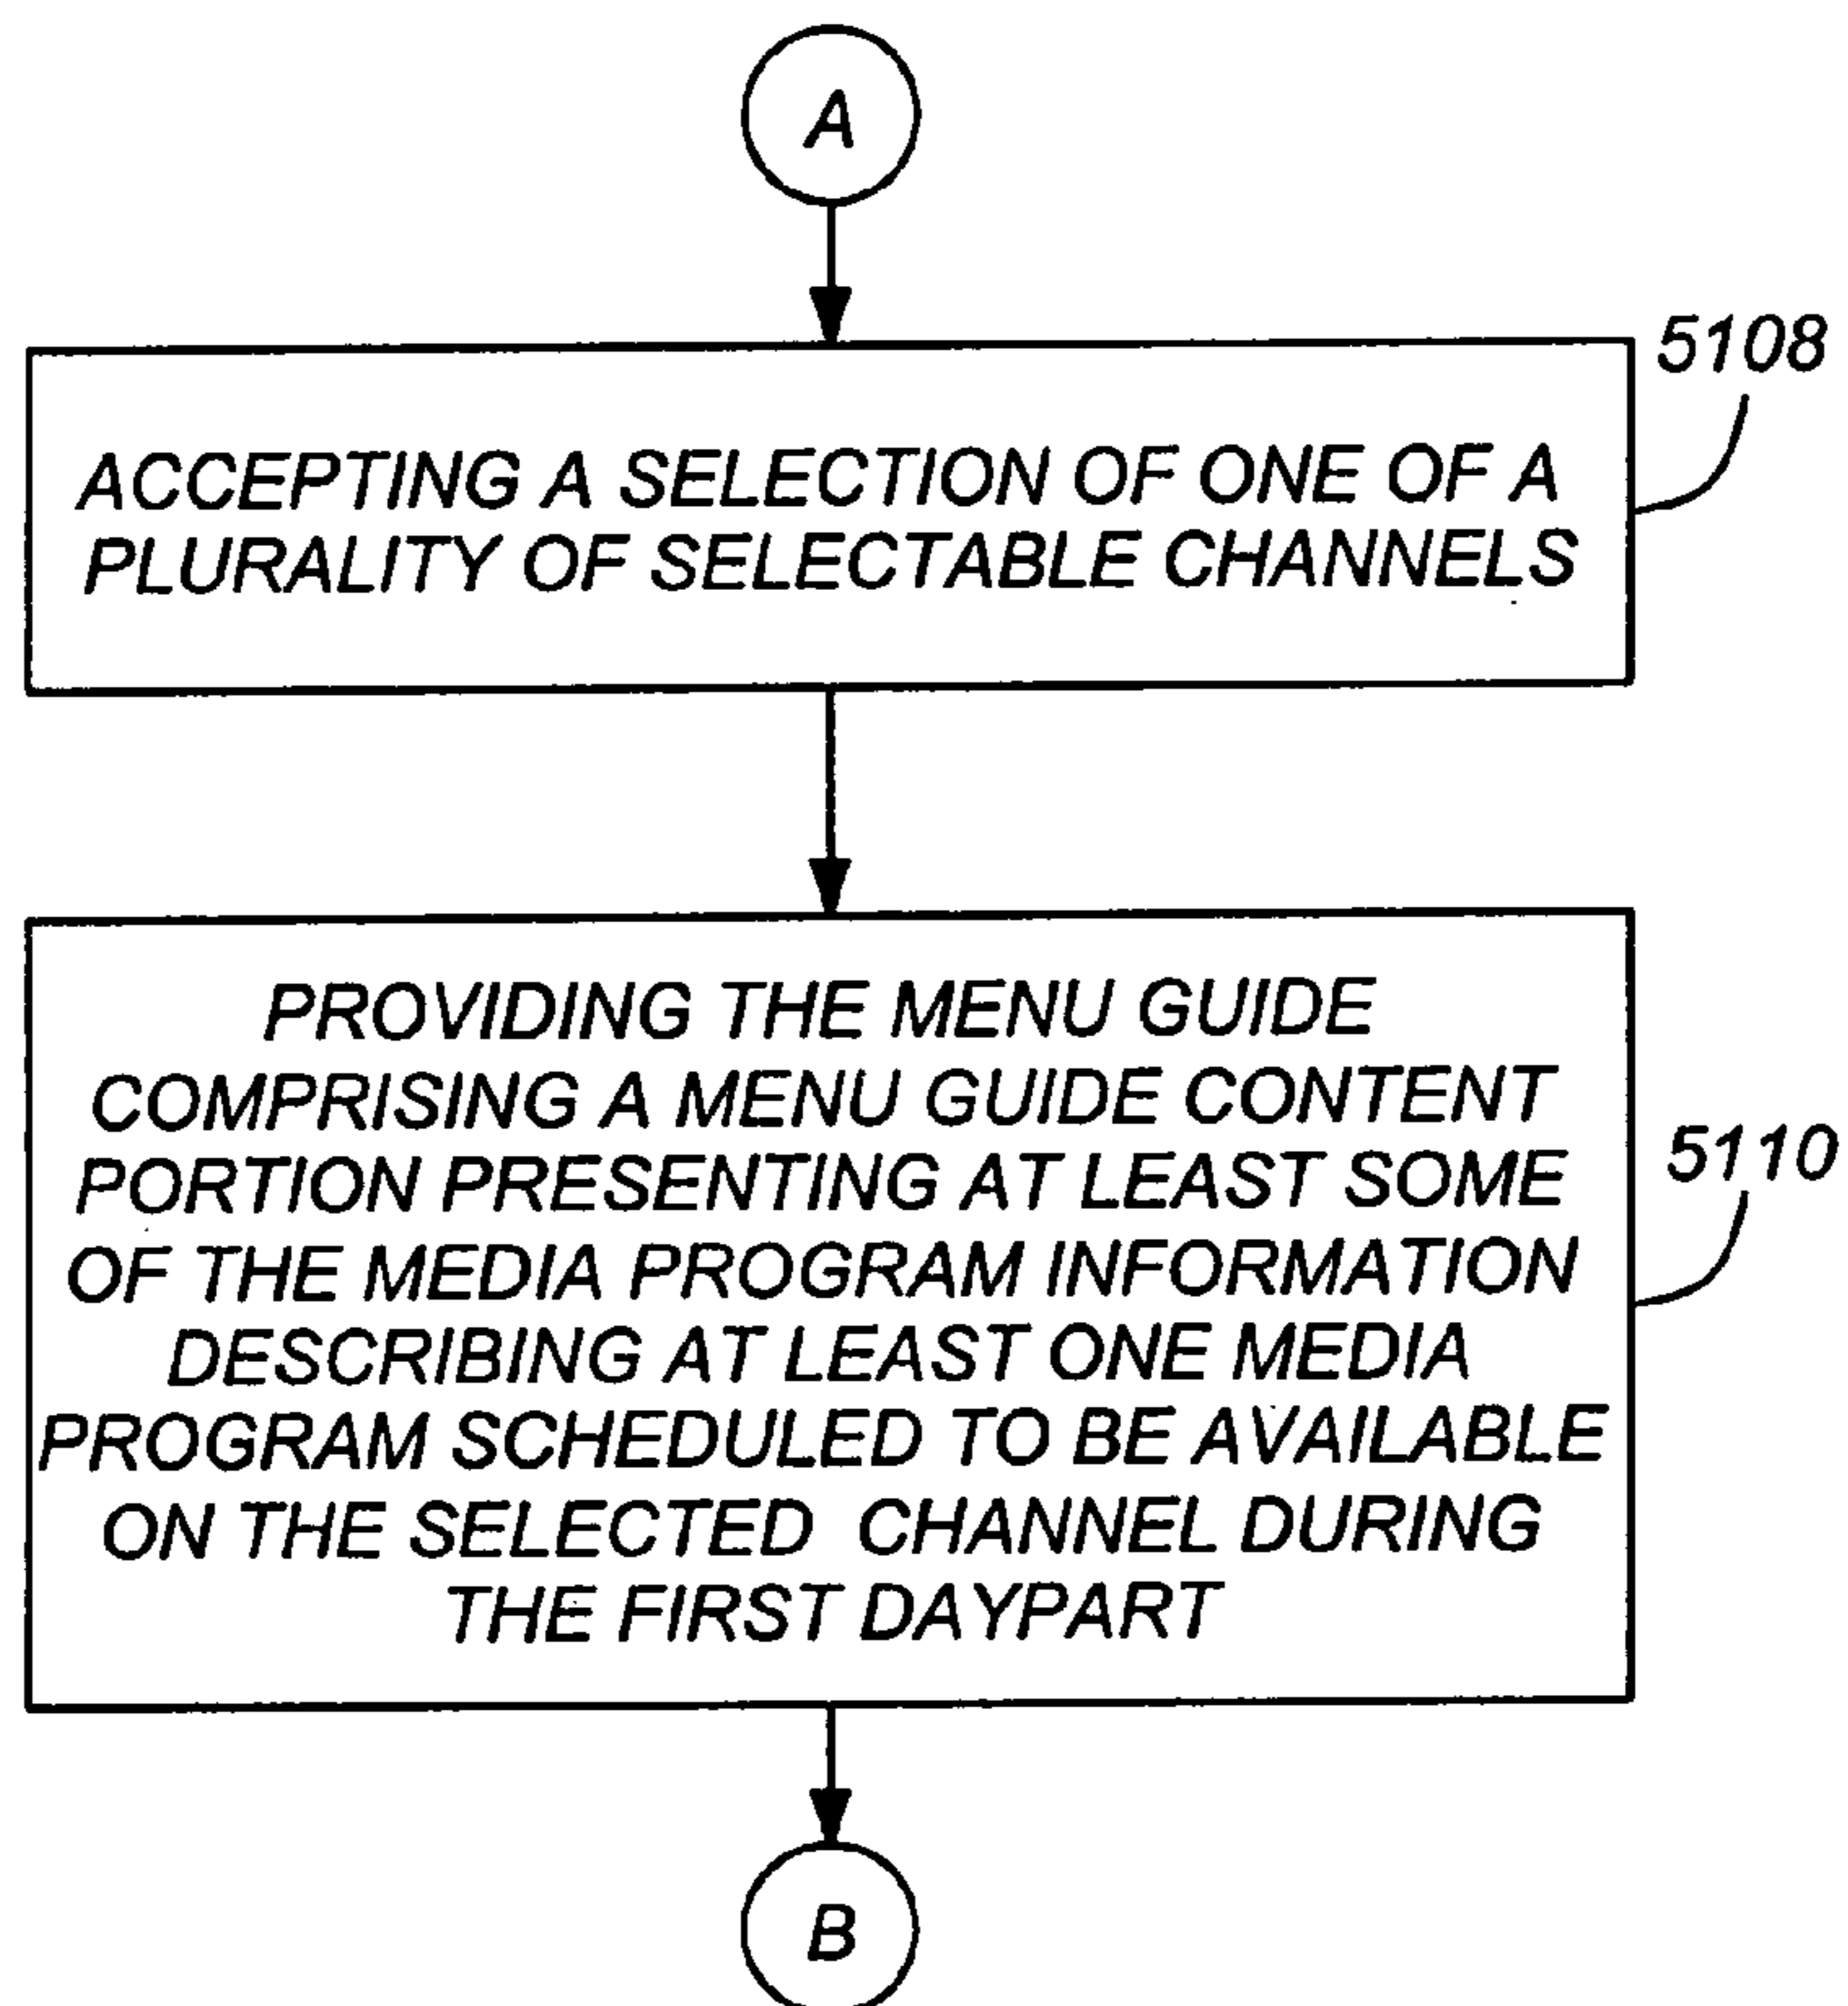 A
5108
ACCEPTING A SELECTION OF ONE OF A
PLURALITY OF SELECTABLE CHANNELS
PROVIDING THE MENU GUIDE
COMPRISING A MENU GUIDE CONTENT
PORTION PRESENTING AT LEAST SOME
5110
OF THE MEDIA PROGRAM INFORMATION
DESCRIBING AT LEAST ONE MEDIA
PROGRAM SCHEDULED TO BE AVAILABLE
ON THE SELECTED CHANNEL DURING
THE FIRST DAYPART
B